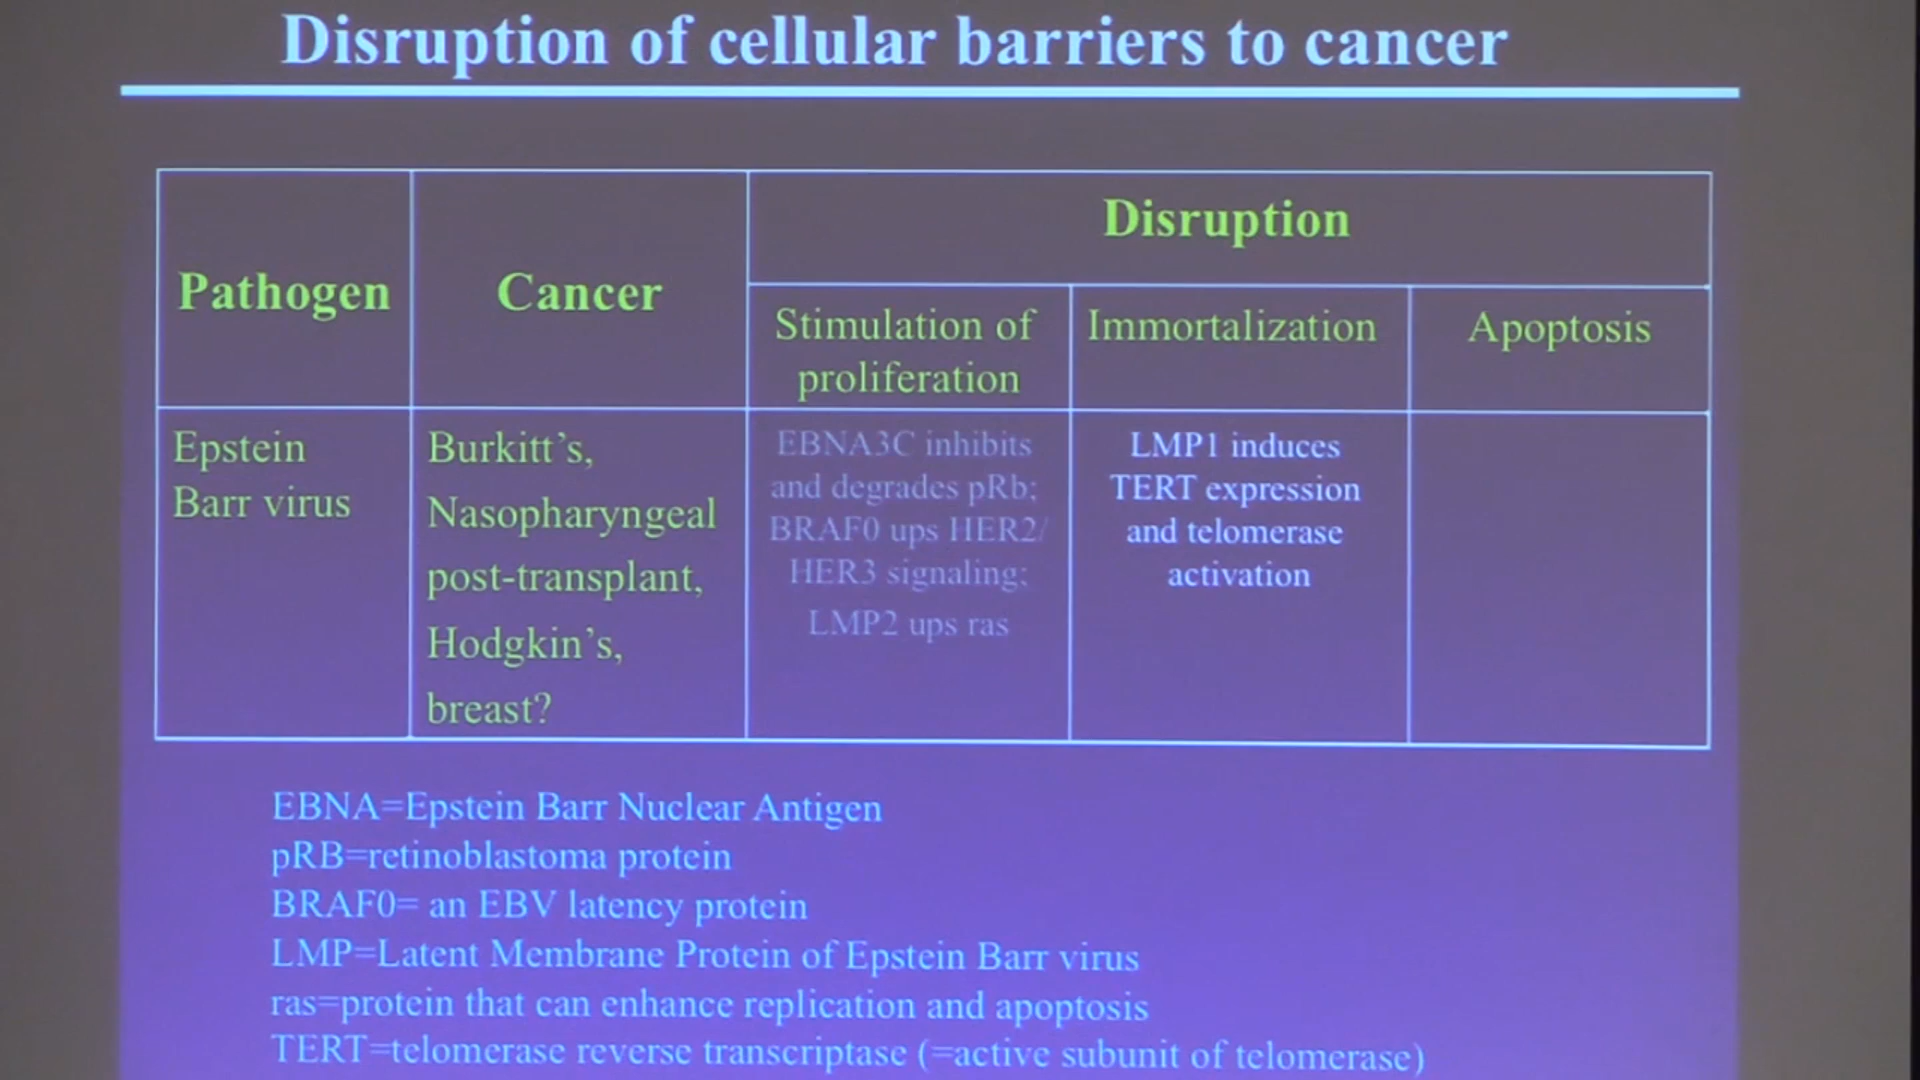 Disruption of cellular barriers to cancer
Pathogen
Cancer
Disruption
Stimulation of
proliferation
Immortalization
Apoptosis
Epstein
Barr virus
Burkitt's,
Nasopharyngeal
post-transplant,
Hodgkin's,
breast?
EBNA3C inhibits
and degrades pRb;
BRAF0 ups HER2/
HER3 signaling;
LMP2 ups ras
LMP1 induces
TERT expression
and telomerase
activation
EBNA=Epstein Barr Nuclear Antigen
pRB=retinoblastoma protein
BRAF0= an EBV latency protein
LMP=Latent Membrane Protein of Epstein Barr virus
ras=protein that can enhance replication and apoptosis
TERT=telomerase reverse transcriptase (=active subunit of telomerase)